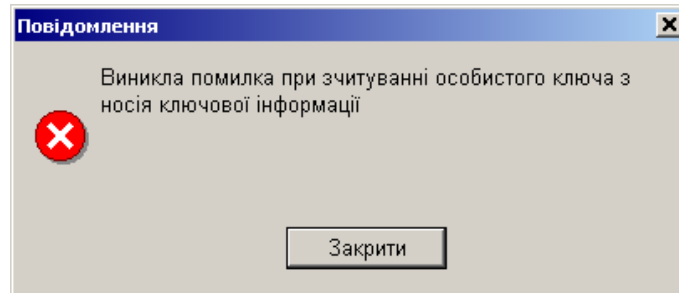 Повідомлення
Виникла помилка при зчитуванні особистого ключа з
носія ключової інформації
Закрити